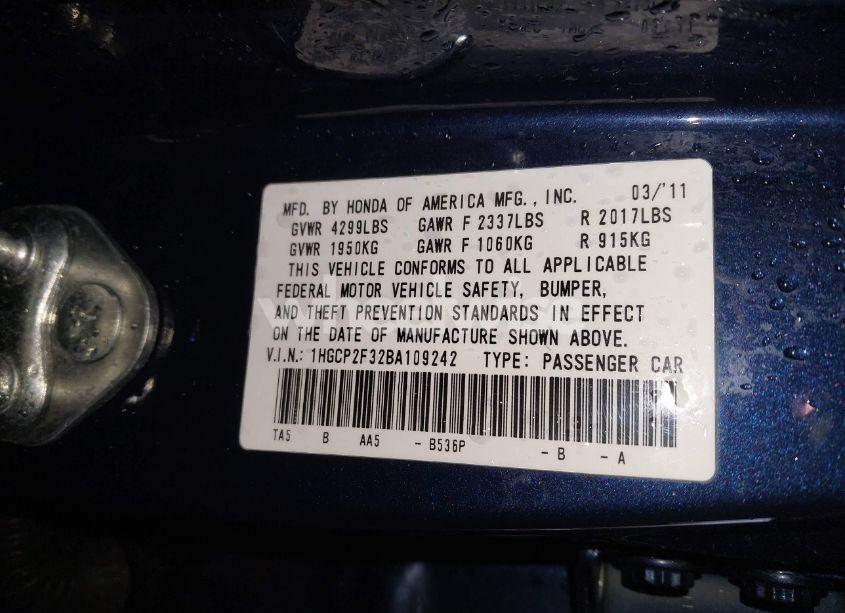 MFD. BY HONDA OF AMERICA MFG., INC. 03/'11
GVWR 4299LBS GAWR F 2337LBS R 2017LBS
GVWR 1950KG GAWR F 1060KG R 915KG
THIS VEHICLE CONFORMS TO ALL APPLICABLE
FEDERAL MOTOR VEHICLE SAFETY, BUMPER,
AND THEFT PREVENTION STANDARDS IN EFFECT
ON THE DATE OF MANUFACTURE SHOWN ABOVE.
V.I.N.: 1HGCP2F32BA109242 TYPE: PASSENGER CAR
TA5 B AA5 - B536P - B - A